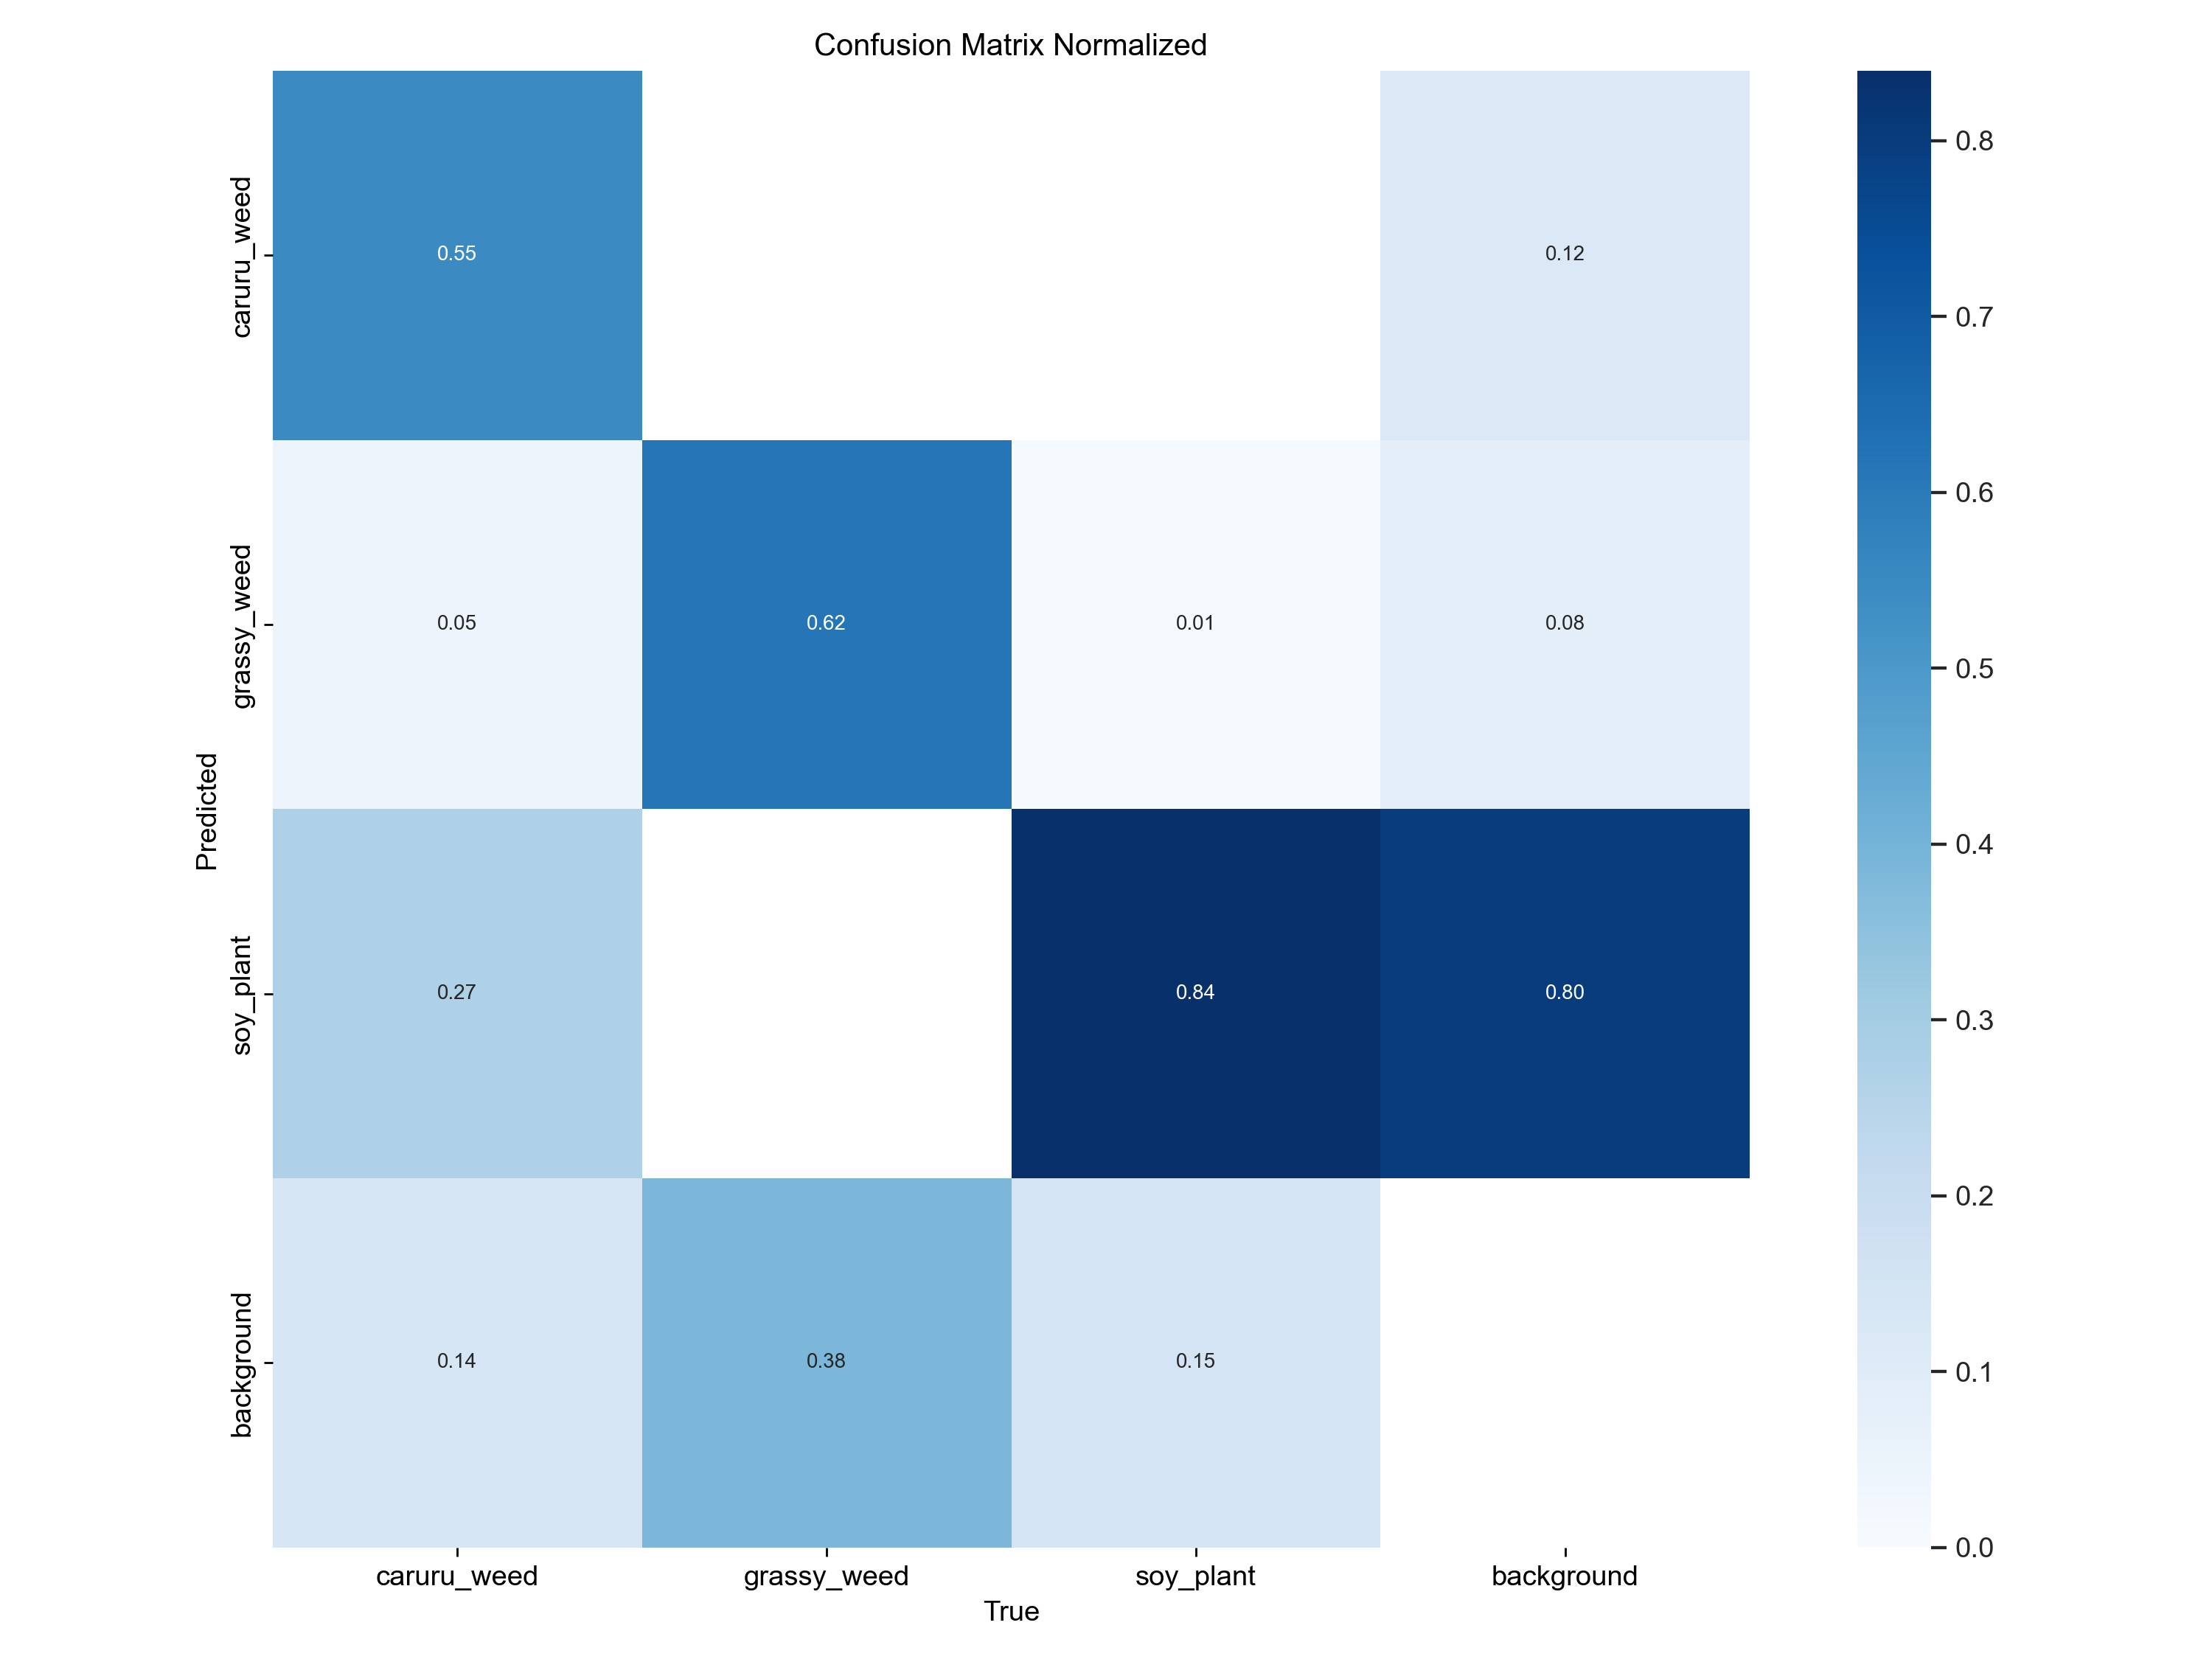 Confusion Matrix Normalized
caruru_weed
0.55
0.12
grassy_weed
0.05
0.62
0.01
0.08
soy_plant
0.27
0.84
0.80
background
0.14
0.38
0.15
Predicted
caruru_weed
grassy_weed
soy_plant
background
True
0.8
0.7
0.6
0.5
0.4
0.3
0.2
0.1
0.0